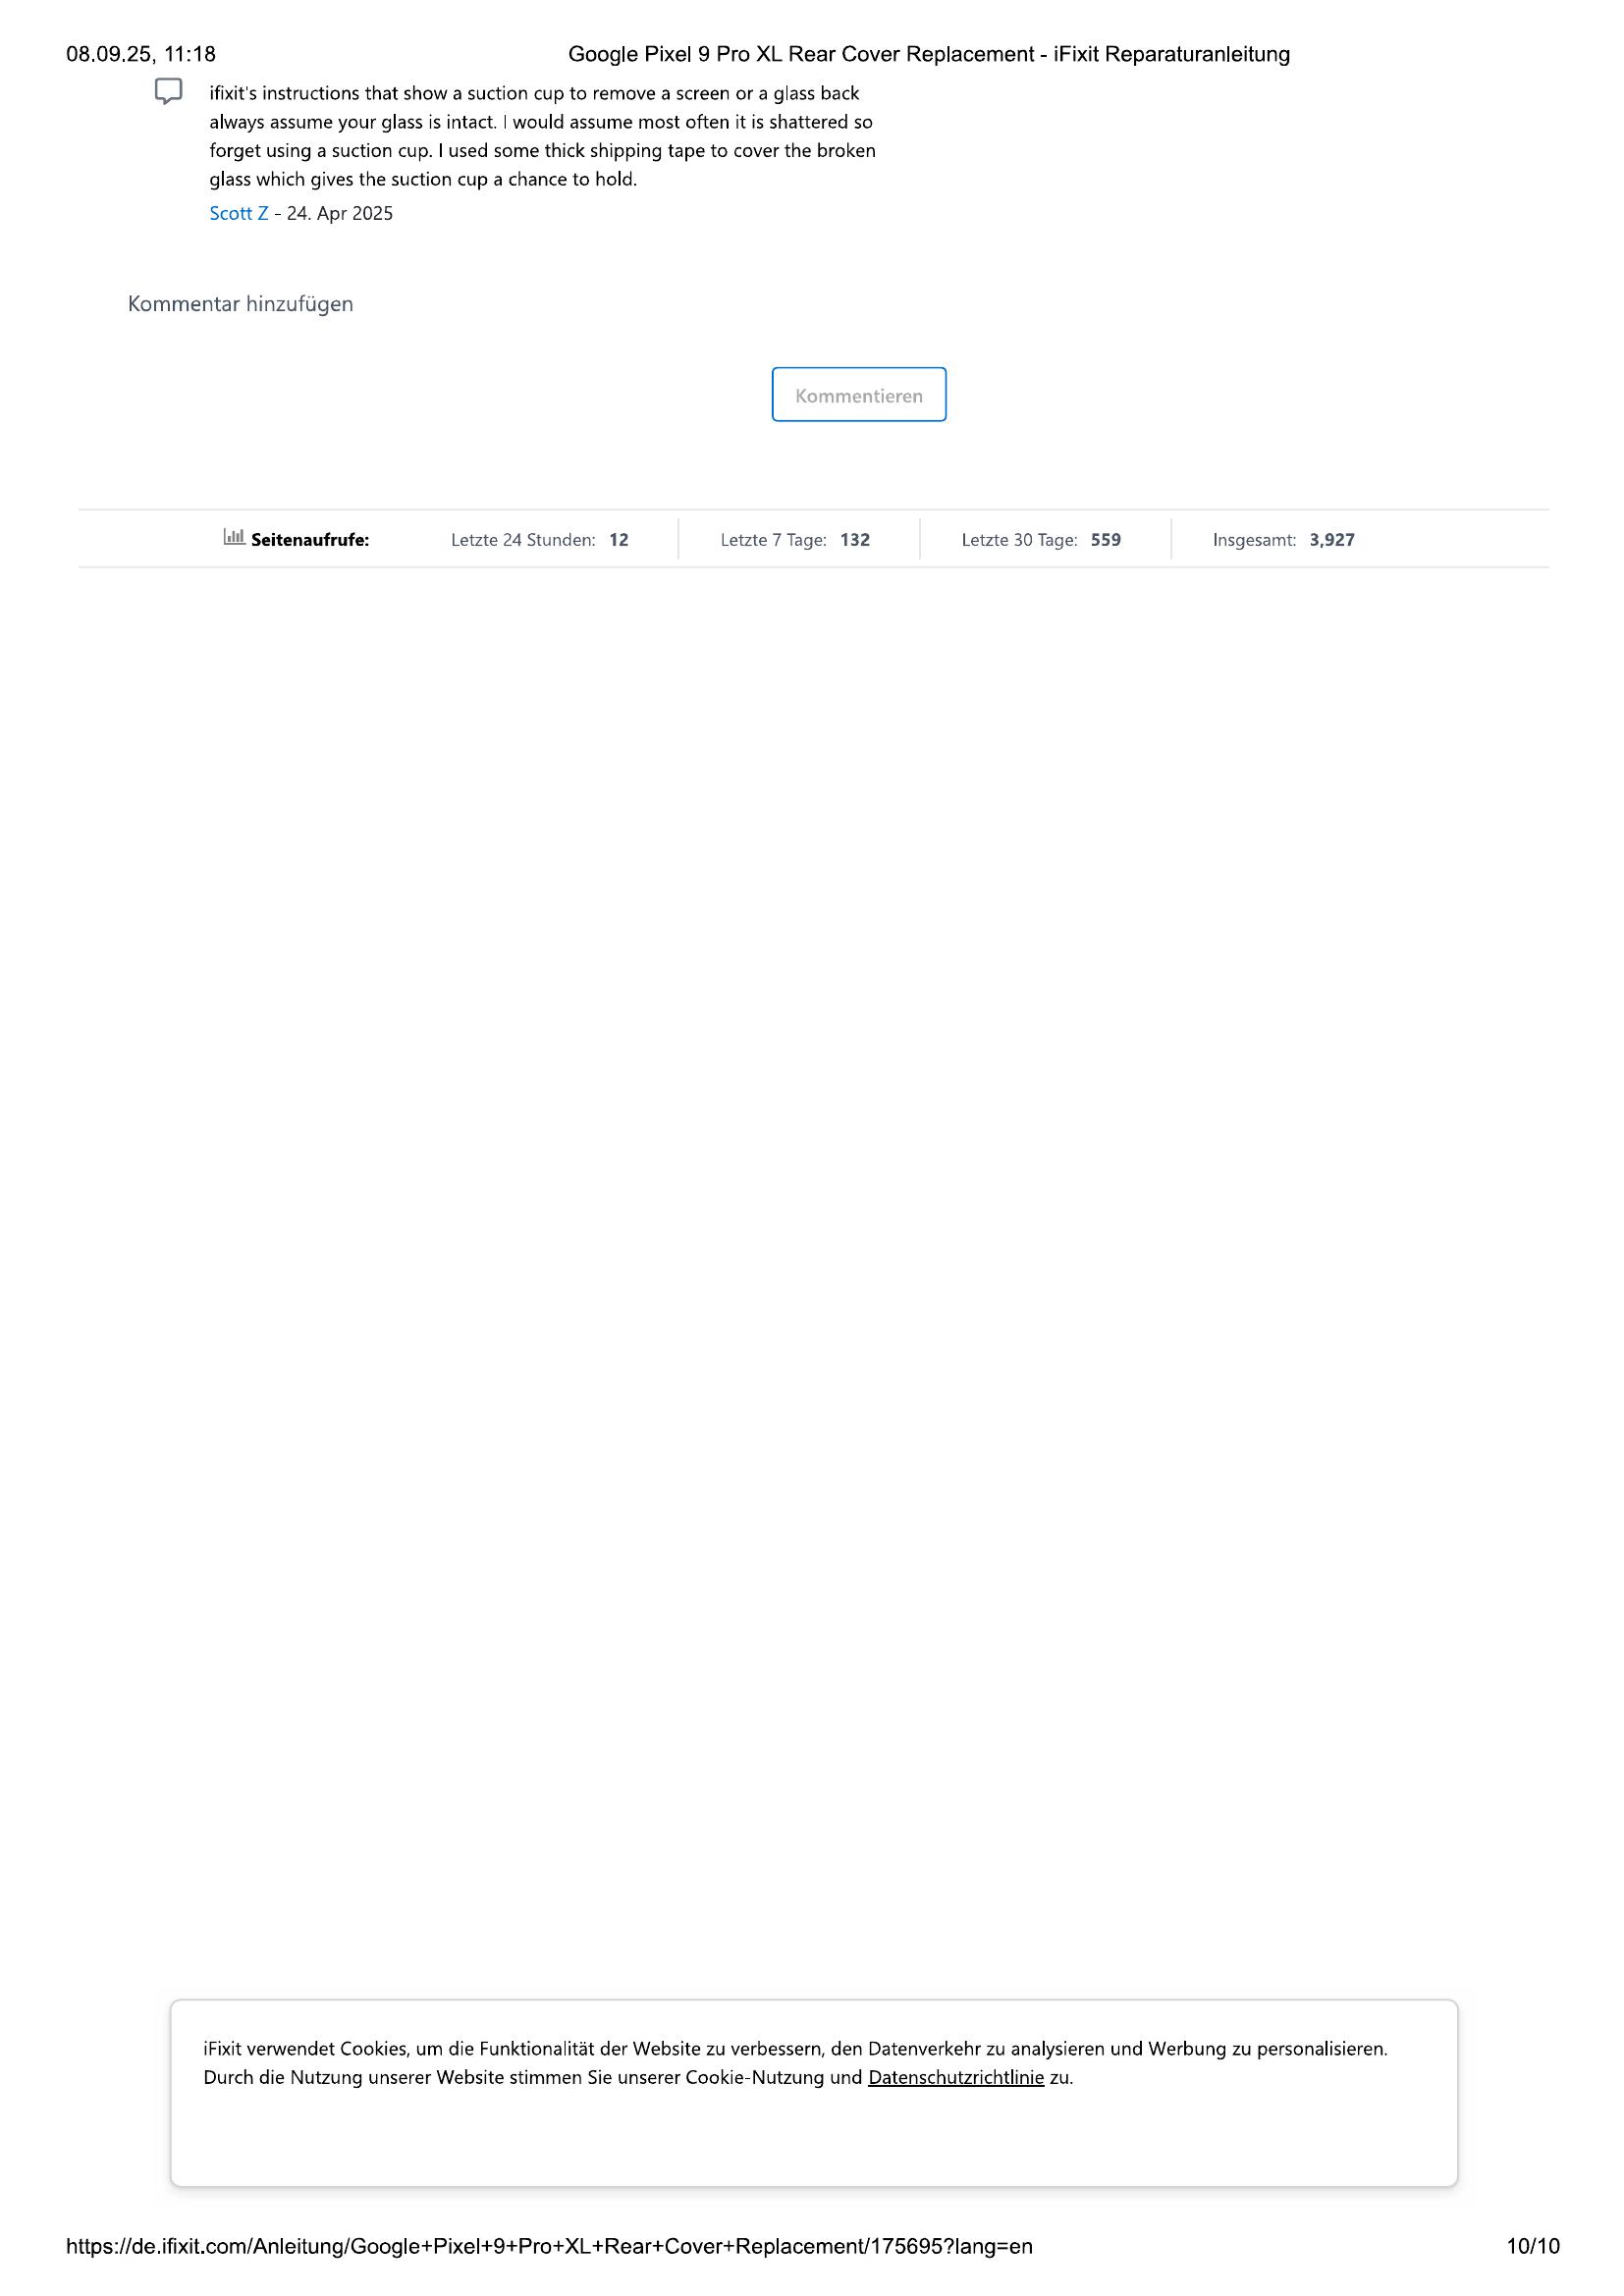 08.09.25, 11:18 Google Pixel 9 Pro XL Rear Cover Replacement - iFixit Reparaturanleitung
ifixit's instructions that show a suction cup to remove a screen or a glass back
always assume your glass is intact. I would assume most often it is shattered so
forget using a suction cup. I used some thick shipping tape to cover the broken
glass which gives the suction cup a chance to hold.
Scott Z - 24. Apr 2025
Kommentar hinzufügen
Kommentieren
Seitenaufrufe: Letzte 24 Stunden: 12 Letzte 7 Tage: 132 Letzte 30 Tage: 559 Insgesamt: 3,927
iFixit verwendet Cookies, um die Funktionalität der Website zu verbessern, den Datenverkehr zu analysieren und Werbung zu personalisieren.
Durch die Nutzung unserer Website stimmen Sie unserer Cookie-Nutzung und Datenschutzrichtlinie zu.
https://de.ifixit.com/Anleitung/Google+Pixel+9+Pro+XL+Rear+Cover+Replacement/175695?lang=en 10/10